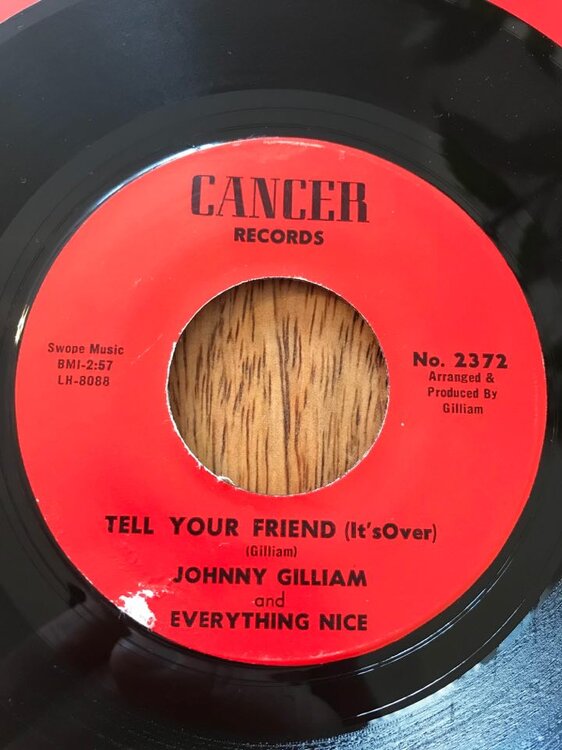 CANCER
RECORDS
Swope Music
BMI-2:57
LH-8088
No. 2372
Arranged &
Produced By
Gilliam
TELL YOUR FRIEND (It'sOver)
(Gilliam)
JOHNNY GILLIAM
and
EVERYTHING NICE